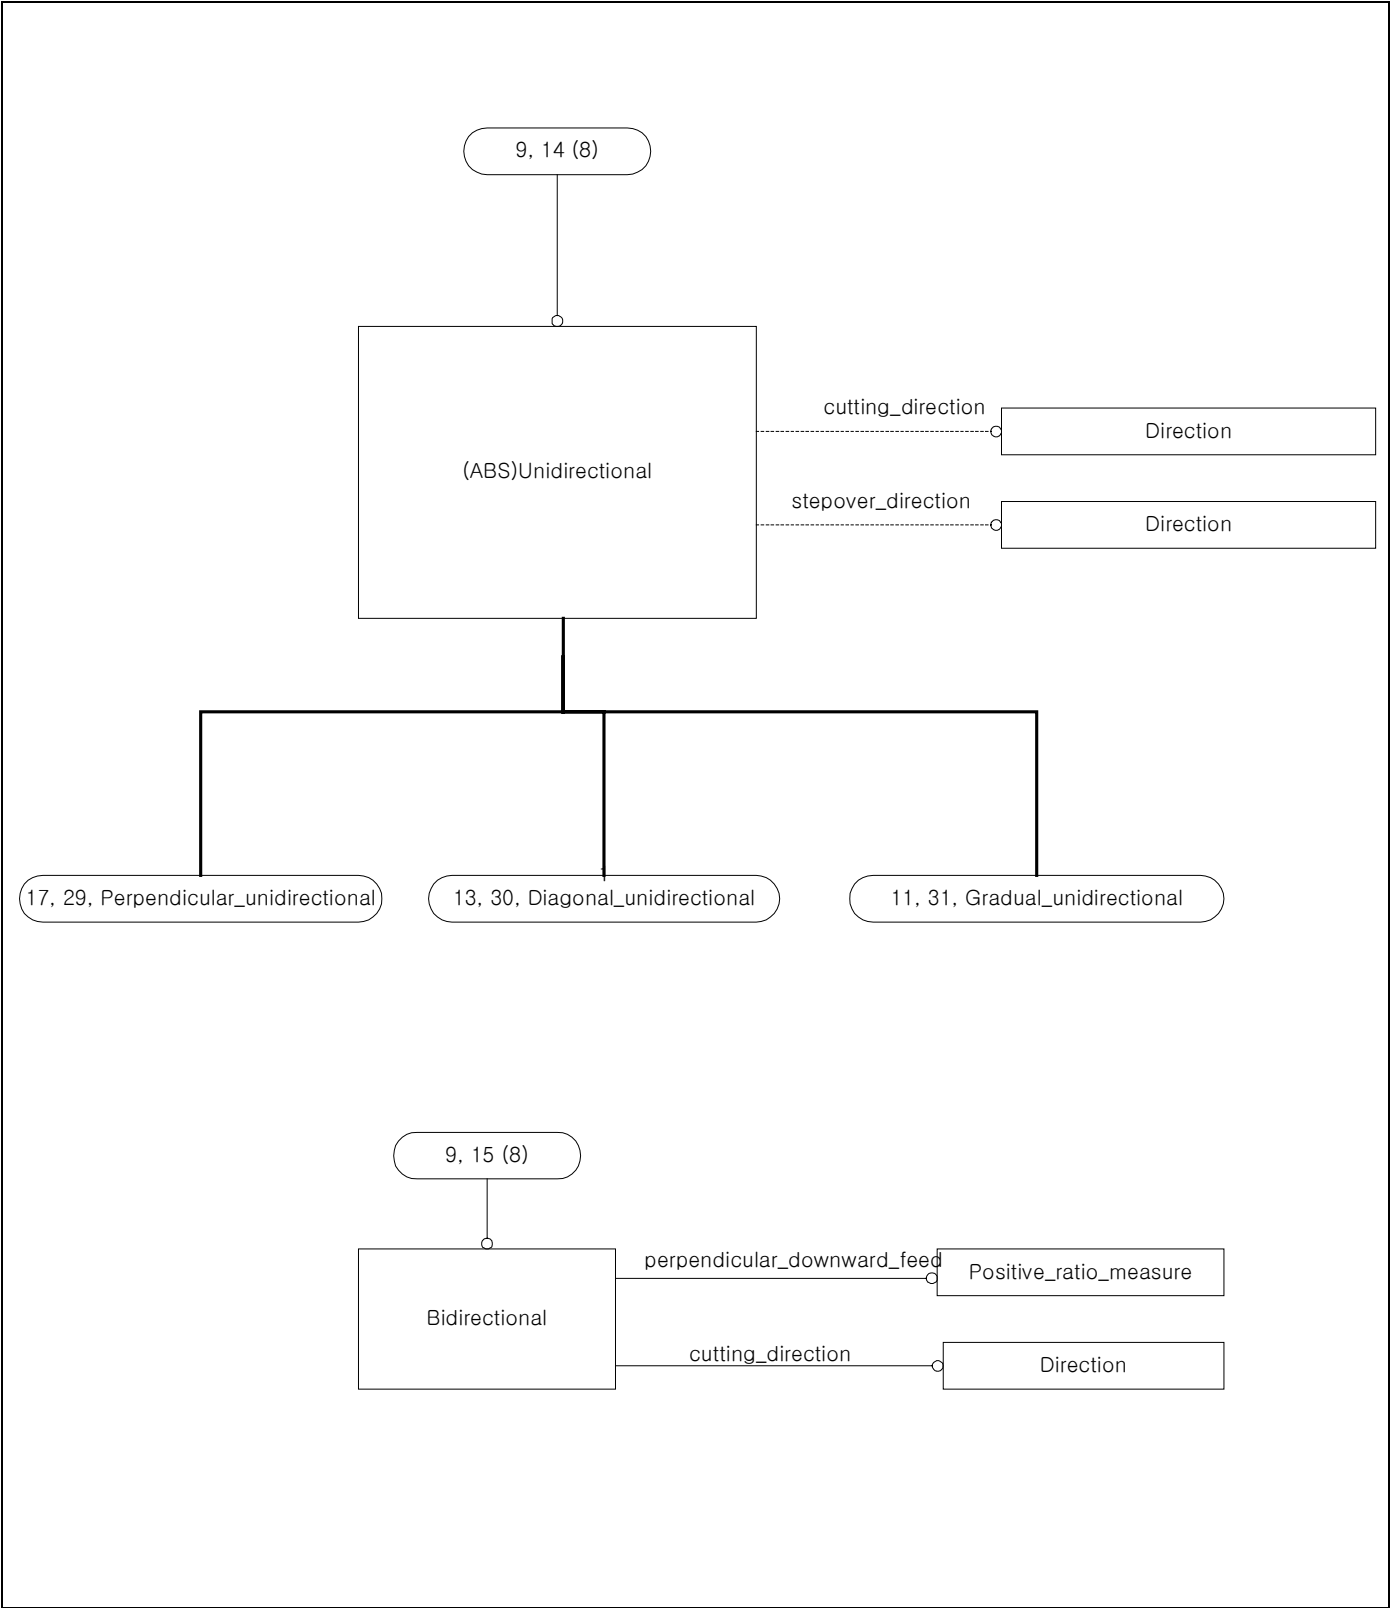 9, 14 (8)
cutting_direction
Direction
(ABS)Unidirectional
stepover_direction
Direction
17, 29, Perpendicular_unidirectional
13, 30, Diagonal_unidirectional
11, 31, Gradual_unidirectional
9, 15 (8)
perpendicular_downward_feed
Positive_ratio_measure
Bidirectional
cutting_direction
Direction